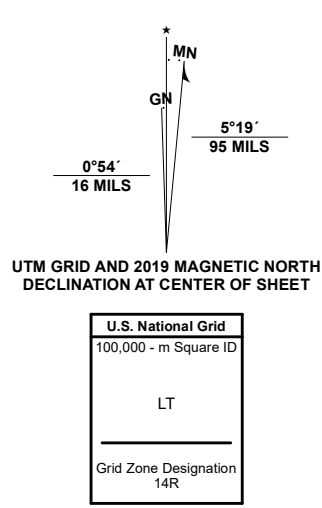 MN
GN
5°19´
95 MILS
0°54´
16 MILS
UTM GRID AND 2019 MAGNETIC NORTH
DECLINATION AT CENTER OF SHEET
U.S. National Grid
100,000 - m Square ID
LT
Grid Zone Designation
14R